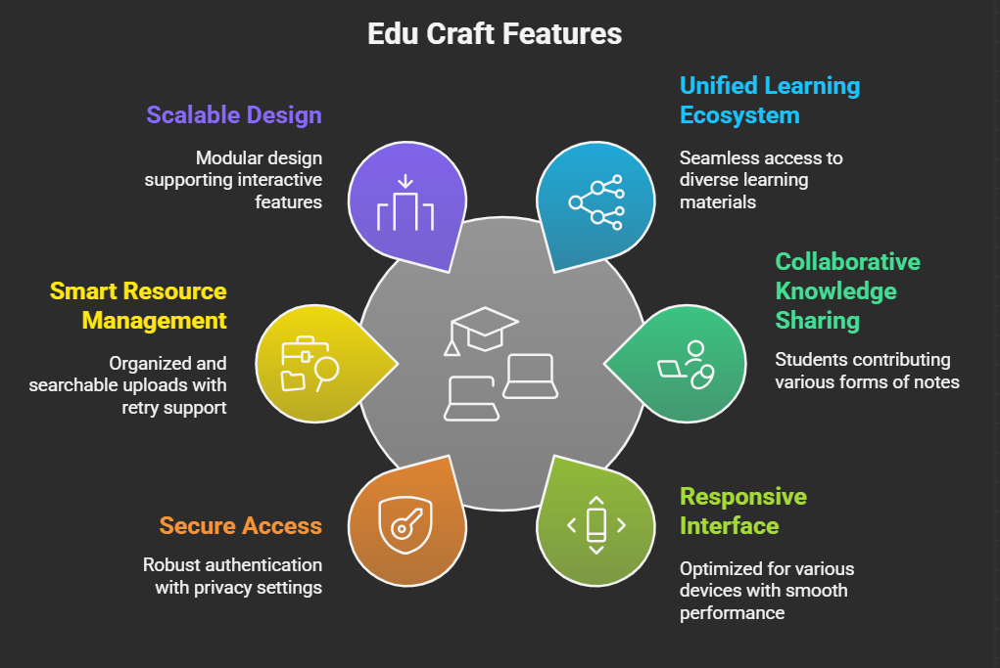 Edu Craft Features
Scalable Design
Modular design
supporting interactive
features
Unified Learning
Ecosystem
Seamless access to
diverse learning
materials
Smart Resource
Management
Organized and
searchable uploads with
retry support
Collaborative
Knowledge
Sharing
Students contributing
various forms of notes
Secure Access
Robust authentication
with privacy settings
Responsive
Interface
Optimized for various
devices with smooth
performance